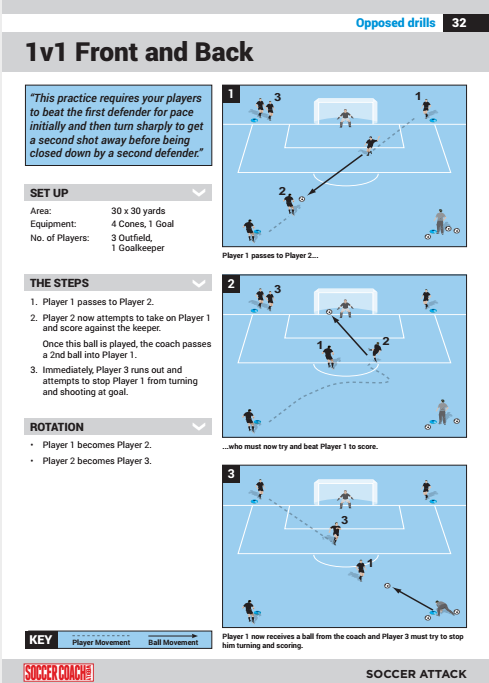 Opposed drills 32
1v1 Front and Back
“This practice requires your players
to beat the first defender for pace
initially and then turn sharply to get
a second shot away before being
closed down by a second defender.”
SET UP
Area: 30 x 30 yards
Equipment: 4 Cones, 1 Goal
No. of Players: 3 Outfield,
1 Goalkeeper
THE STEPS
1. Player 1 passes to Player 2.
2. Player 2 now attempts to take on Player 1
and score against the keeper.
Once this ball is played, the coach passes
a 2nd ball into Player 1.
3. Immediately, Player 3 runs out and
attempts to stop Player 1 from turning
and shooting at goal.
ROTATION
• Player 1 becomes Player 2.
• Player 2 becomes Player 3.
KEY Player Movement Ball Movement
1
3
1
2
Player 1 passes to Player 2...
2
3
1
2
...who must now try and beat Player 1 to score.
3
3
1
Player 1 now receives a ball from the coach and Player 3 must try to stop
him turning and scoring.
SOCCER COACH
SOCCER ATTACK